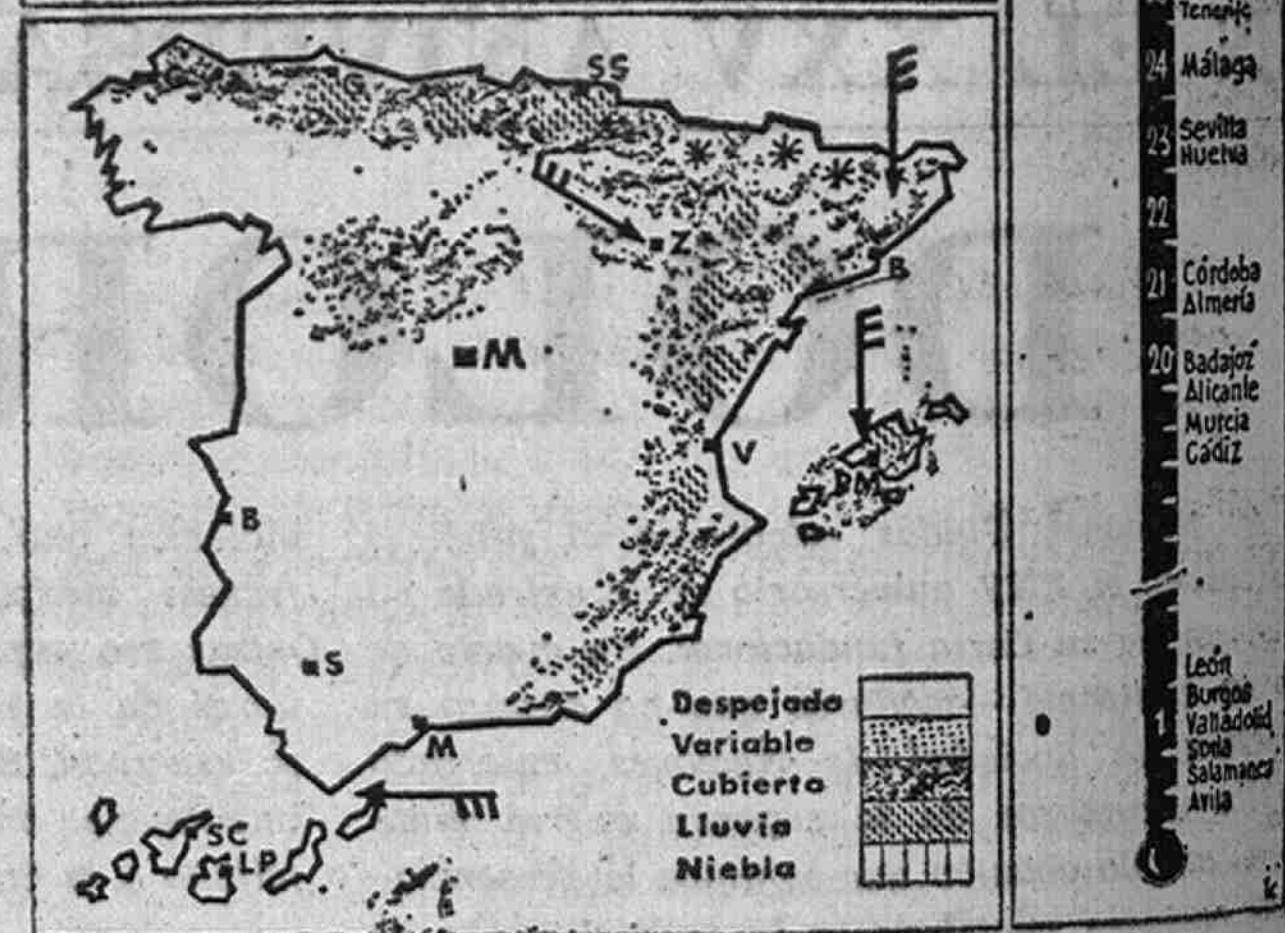 SS
G
V
Z
B
M
V
PM
B
S
M
SC
LP
Despejado
Variable
Cubierto
Lluvia
Niebla
Tenerife
24 Málaga
23 Sevilla
Huelva
22
21 Córdoba
Almería
20 Badajoz
Alicante
Murcia
Cádiz
León
Burgos
1 Valladolid
Soria
Salamanca
Avila